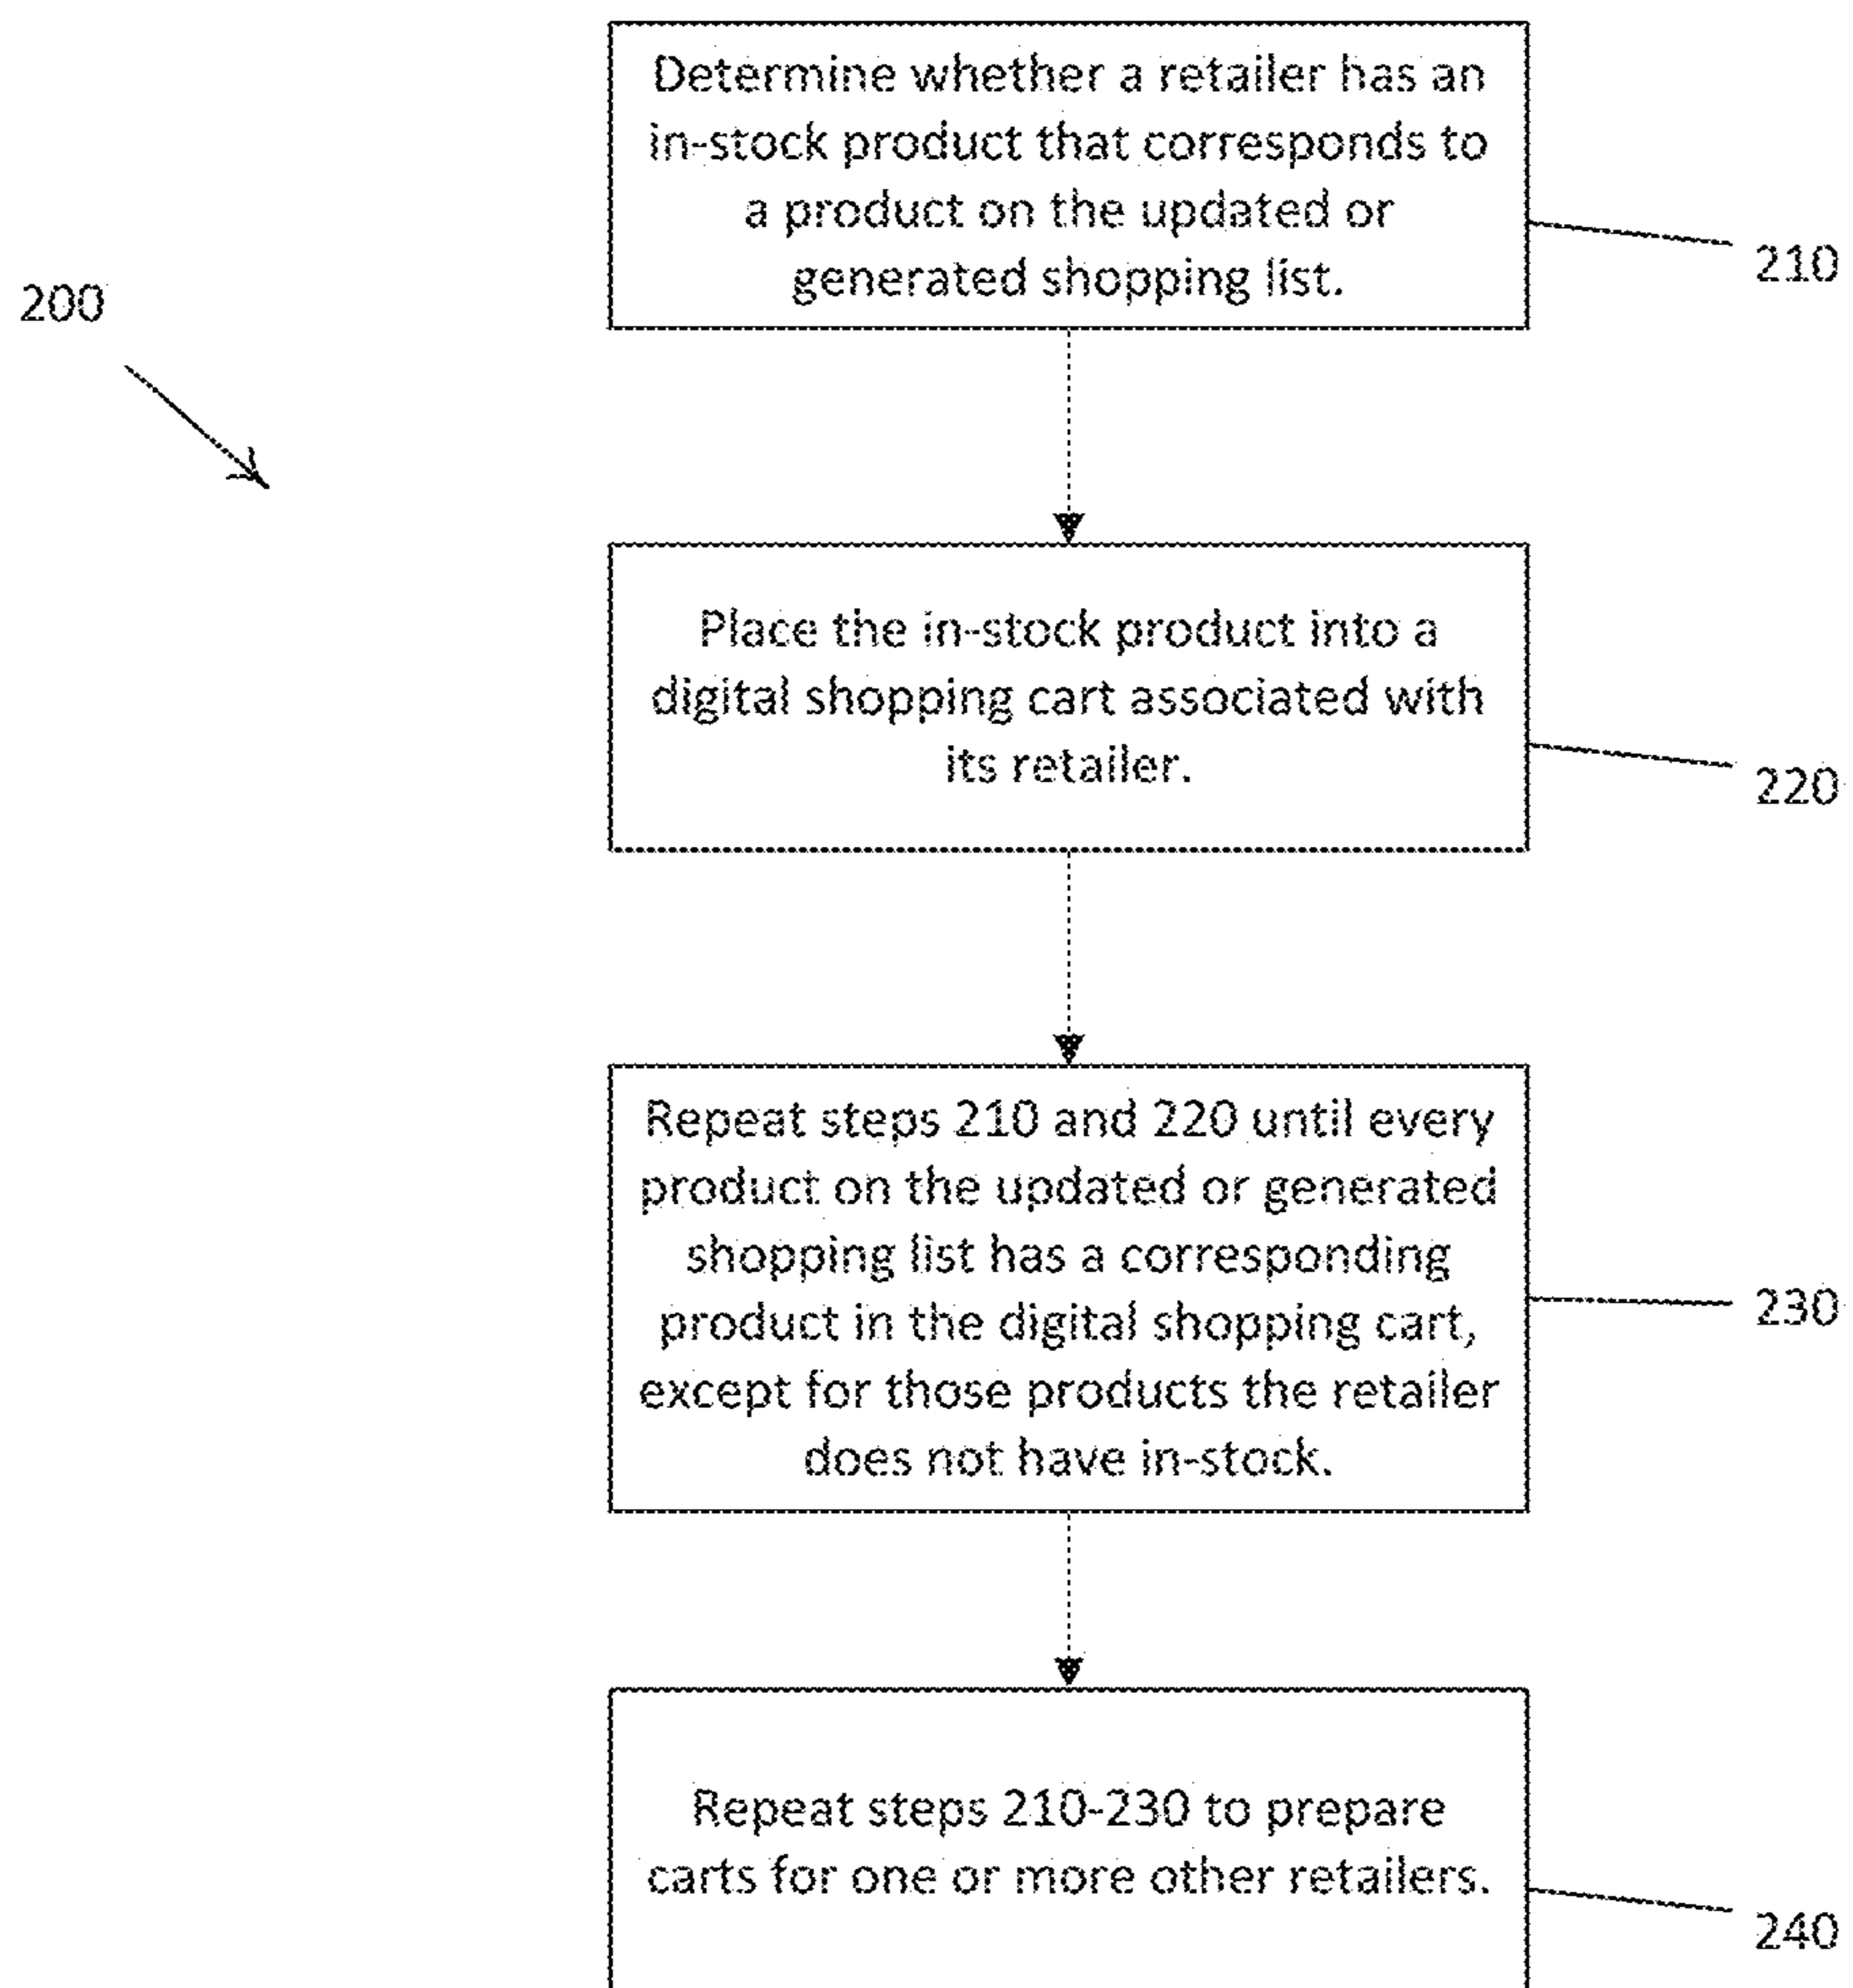 Determine whether a retailer has an
in-stock product that corresponds to
a product on the updated or
generated shopping list.
210
200
Place the in-stock product into a
digital shopping cart associated with
its retailer.
220
Repeat steps 210 and 220 until every
product on the updated or generated
shopping list has a corresponding
product in the digital shopping cart,
except for those products the retailer
does not have in-stock.
230
Repeat steps 210-230 to prepare
carts for one or more other retailers.
240